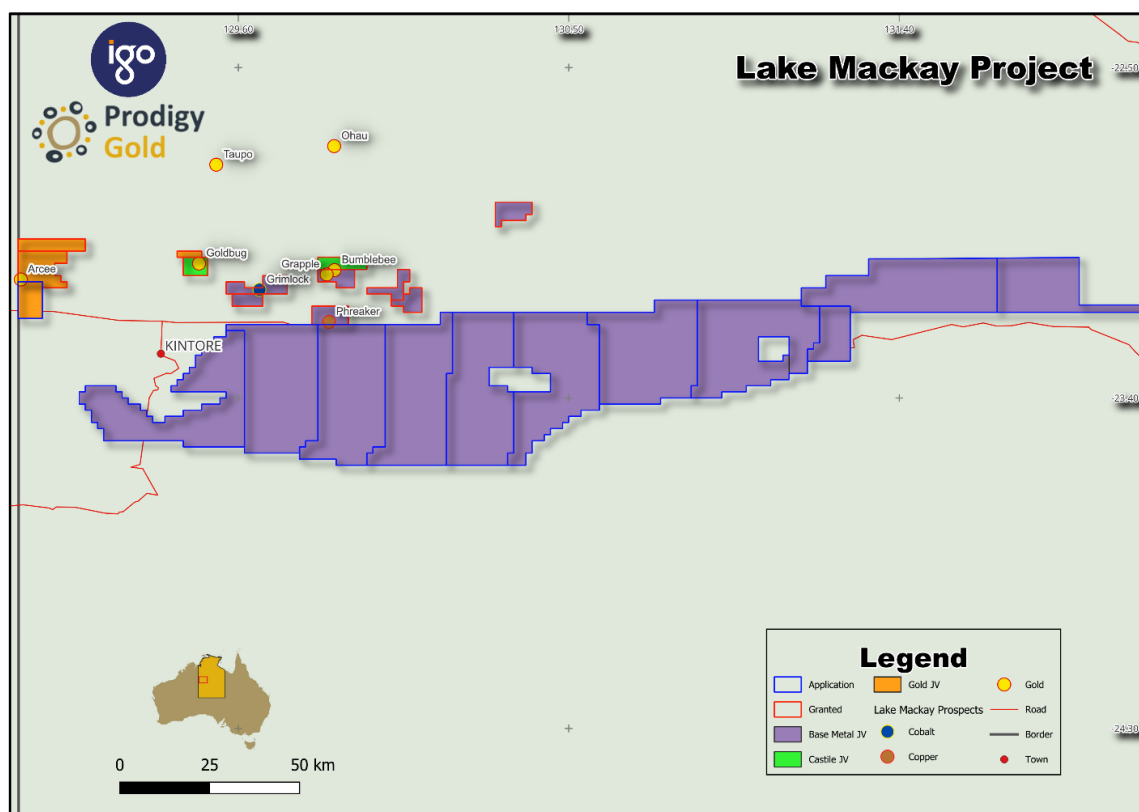 129:60
130:50
131:40
igo
Lake Mackay Project
-22:50
Prodigy
Gold
Ohau
Taupo
Goldbug
Grapple
Bumblebee
Arcee
Grimlock
Phreaker
KINTORE
-23:40
Legend
Application
Gold JV
Gold
Granted
Lake Mackay Prospects
Road
Base Metal JV
Cobalt
Border
Castile JV
Copper
Town
-24:30
0 25 50 km